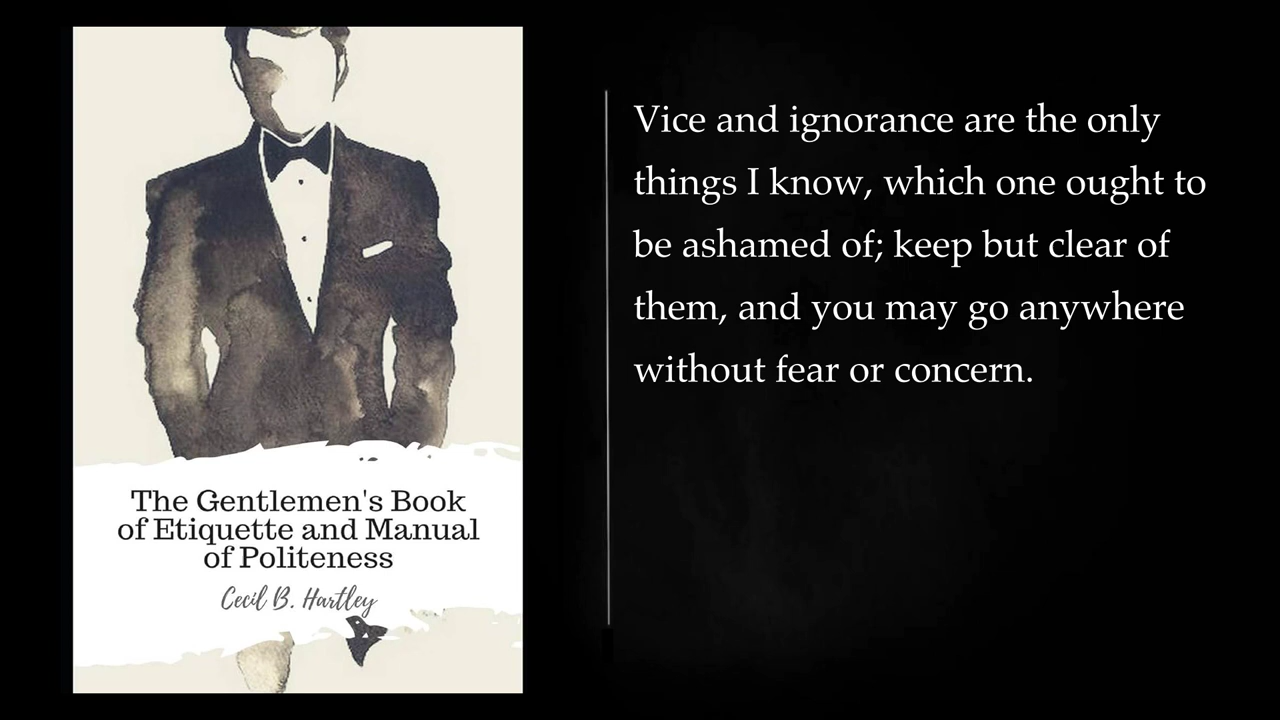 The Gentlemen's Book
of Etiquette and Manual
of Politeness
Cecil B. Hartley
Vice and ignorance are the only
things I know, which one ought to
be ashamed of; keep but clear of
them, and you may go anywhere
without fear or concern.